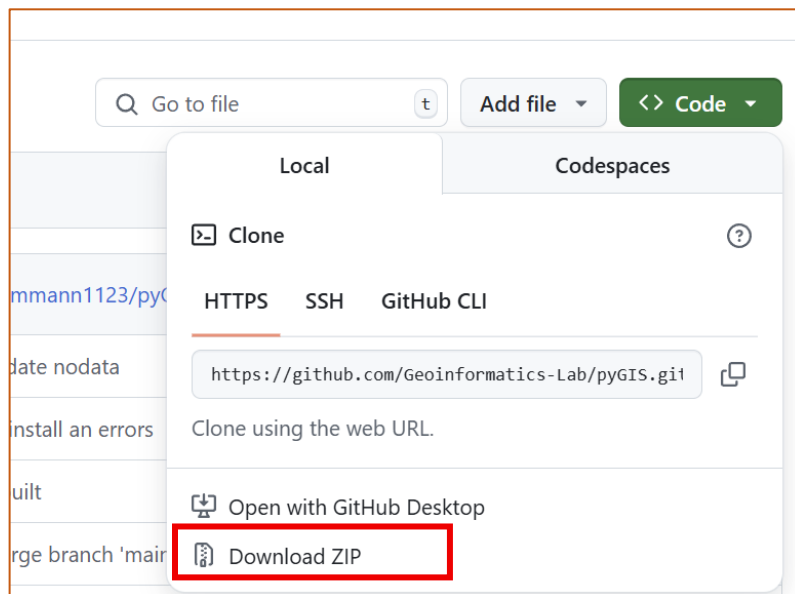 Go to file t Add file <> Code
Local Codespaces
Clone
mmann1123/pyG
HTTPS SSH GitHub CLI
date nodata
https://github.com/Geoinformatics-Lab/pyGIS.git
install an errors
Clone using the web URL.
uilt
Open with GitHub Desktop
rge branch 'main
Download ZIP